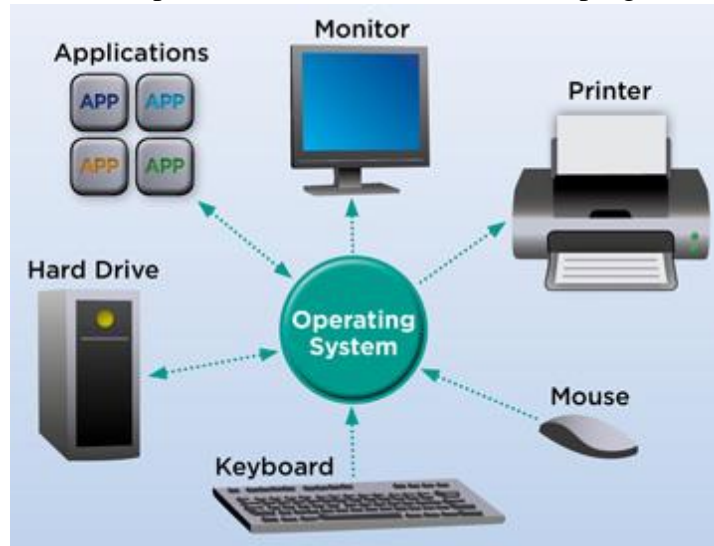 Monitor
Applications
APP APP
APP APP
Printer
Hard Drive
Operating
System
Mouse
Keyboard